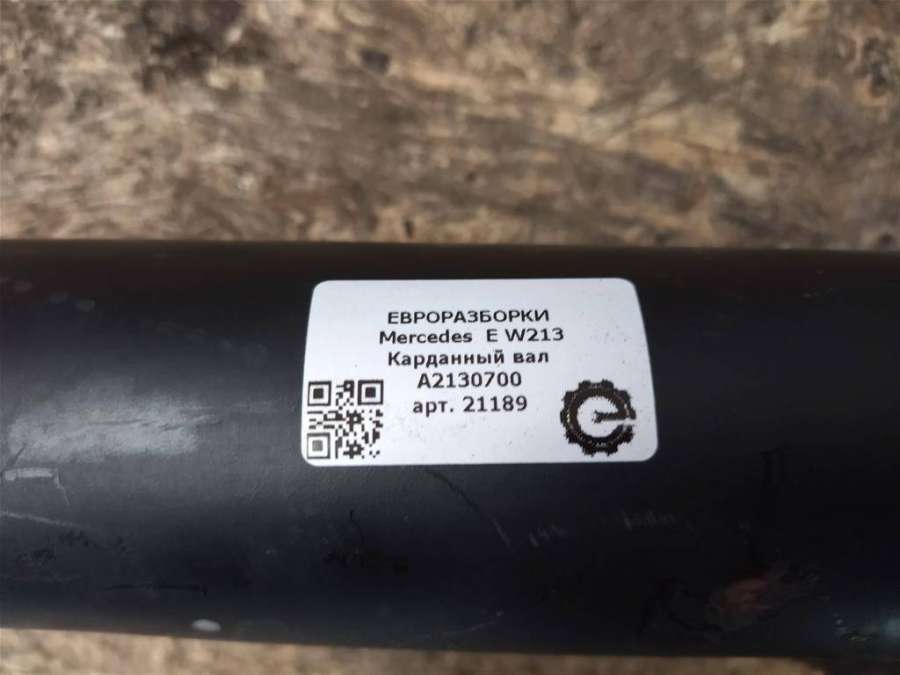 ЕВРОРАЗБОРКИ
Mercedes E W213
Карданный вал
A2130700
арт. 21189